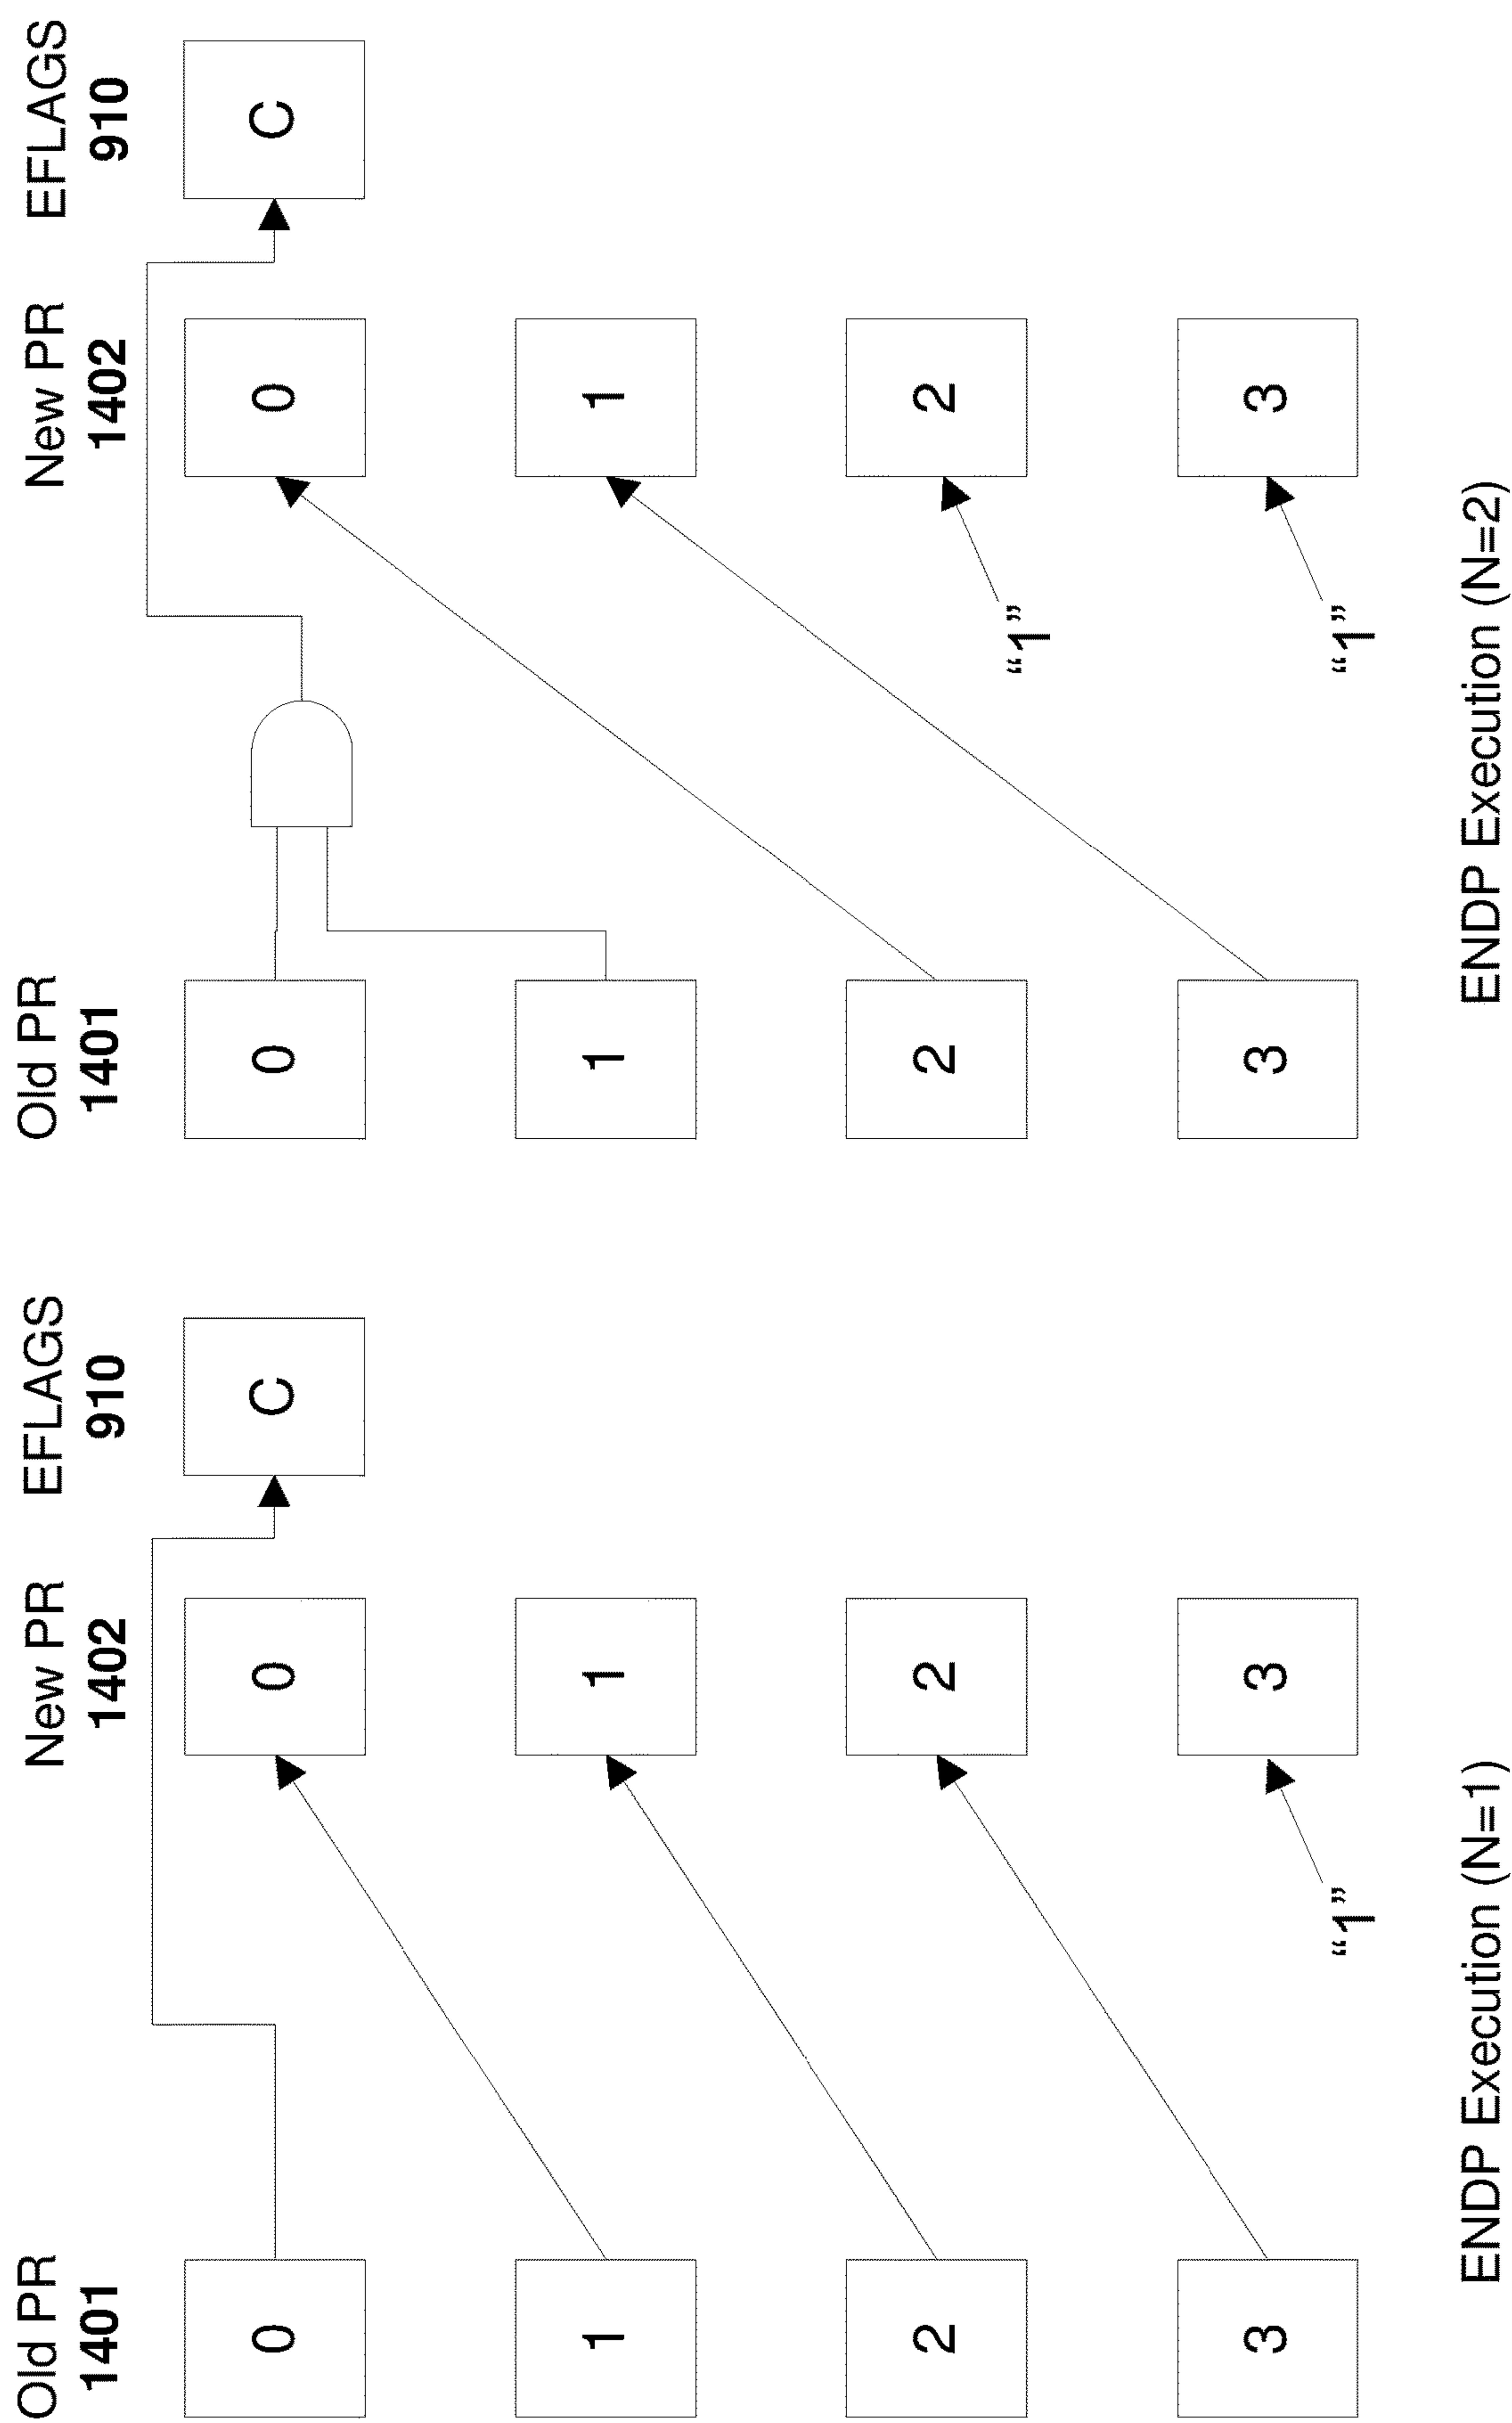 Old PR
1401
New PR
1402
EFLAGS
910
0
0
C
1
1
2
2
3
“1”
3
ENDP Execution (N=1)
Old PR
1401
New PR
1402
EFLAGS
910
0
0
C
1
1
2
“1”
2
3
“1”
3
ENDP Execution (N=2)